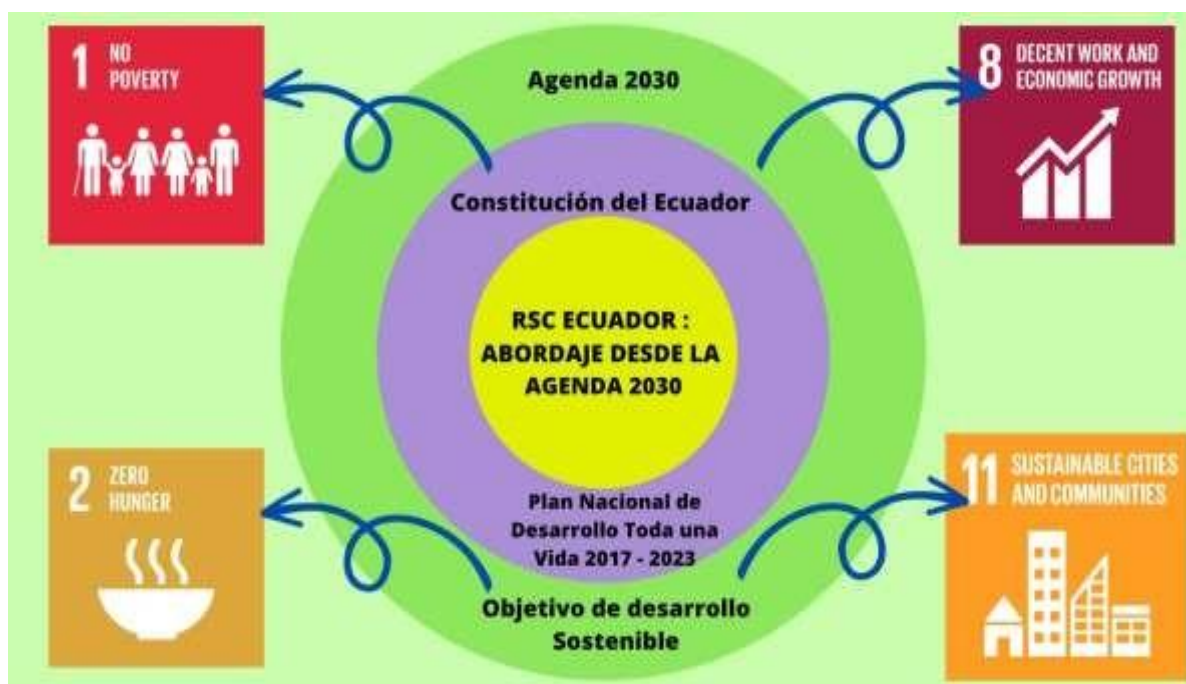 1 NO
POVERTY
Agenda 2030
8 DECENT WORK AND
ECONOMIC GROWTH
Constitución del Ecuador
RSC ECUADOR :
ABORDAJE DESDE LA
AGENDA 2030
2 ZERO
HUNGER
11 SUSTAINABLE CITIES
AND COMMUNITIES
Plan Nacional de
Desarrollo Toda una
Vida 2017 - 2023
Objetivo de desarrollo
Sostenible